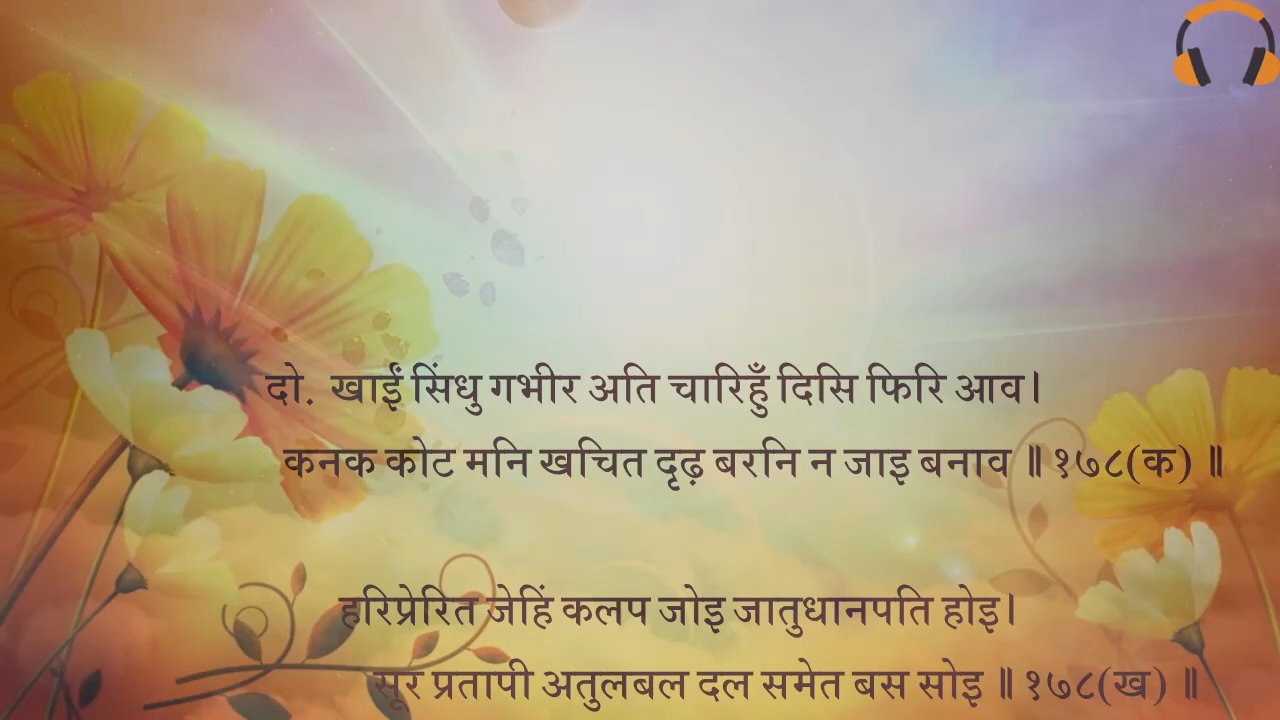 दो. खाईं सिंधु गभीर अति चारिहुँ दिसि फिरि आव।
कनक कोट मनि खचित दृढ़ बरनि न जाइ बनाव ॥ १७८(क) ॥
हरिप्रेरित जेहिं कलप जोइ जातुधानपति होइ।
सूर प्रतापी अतुलबल दल समेत बस सोइ ॥ १७८(ख) ॥